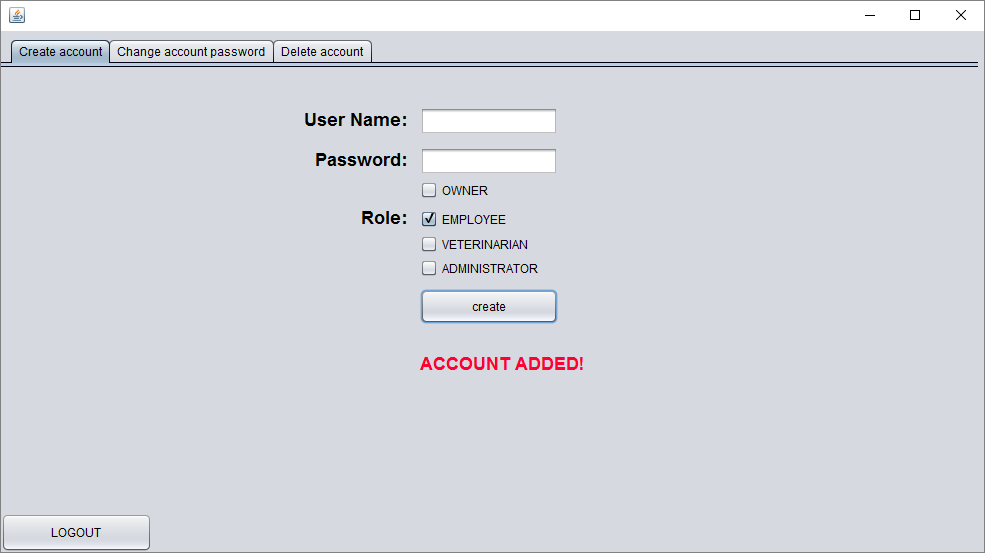 Create account Change account password Delete account
User Name:
Password:
OWNER
Role: EMPLOYEE
VETERINARIAN
ADMINISTRATOR
create
ACCOUNT ADDED!
LOGOUT